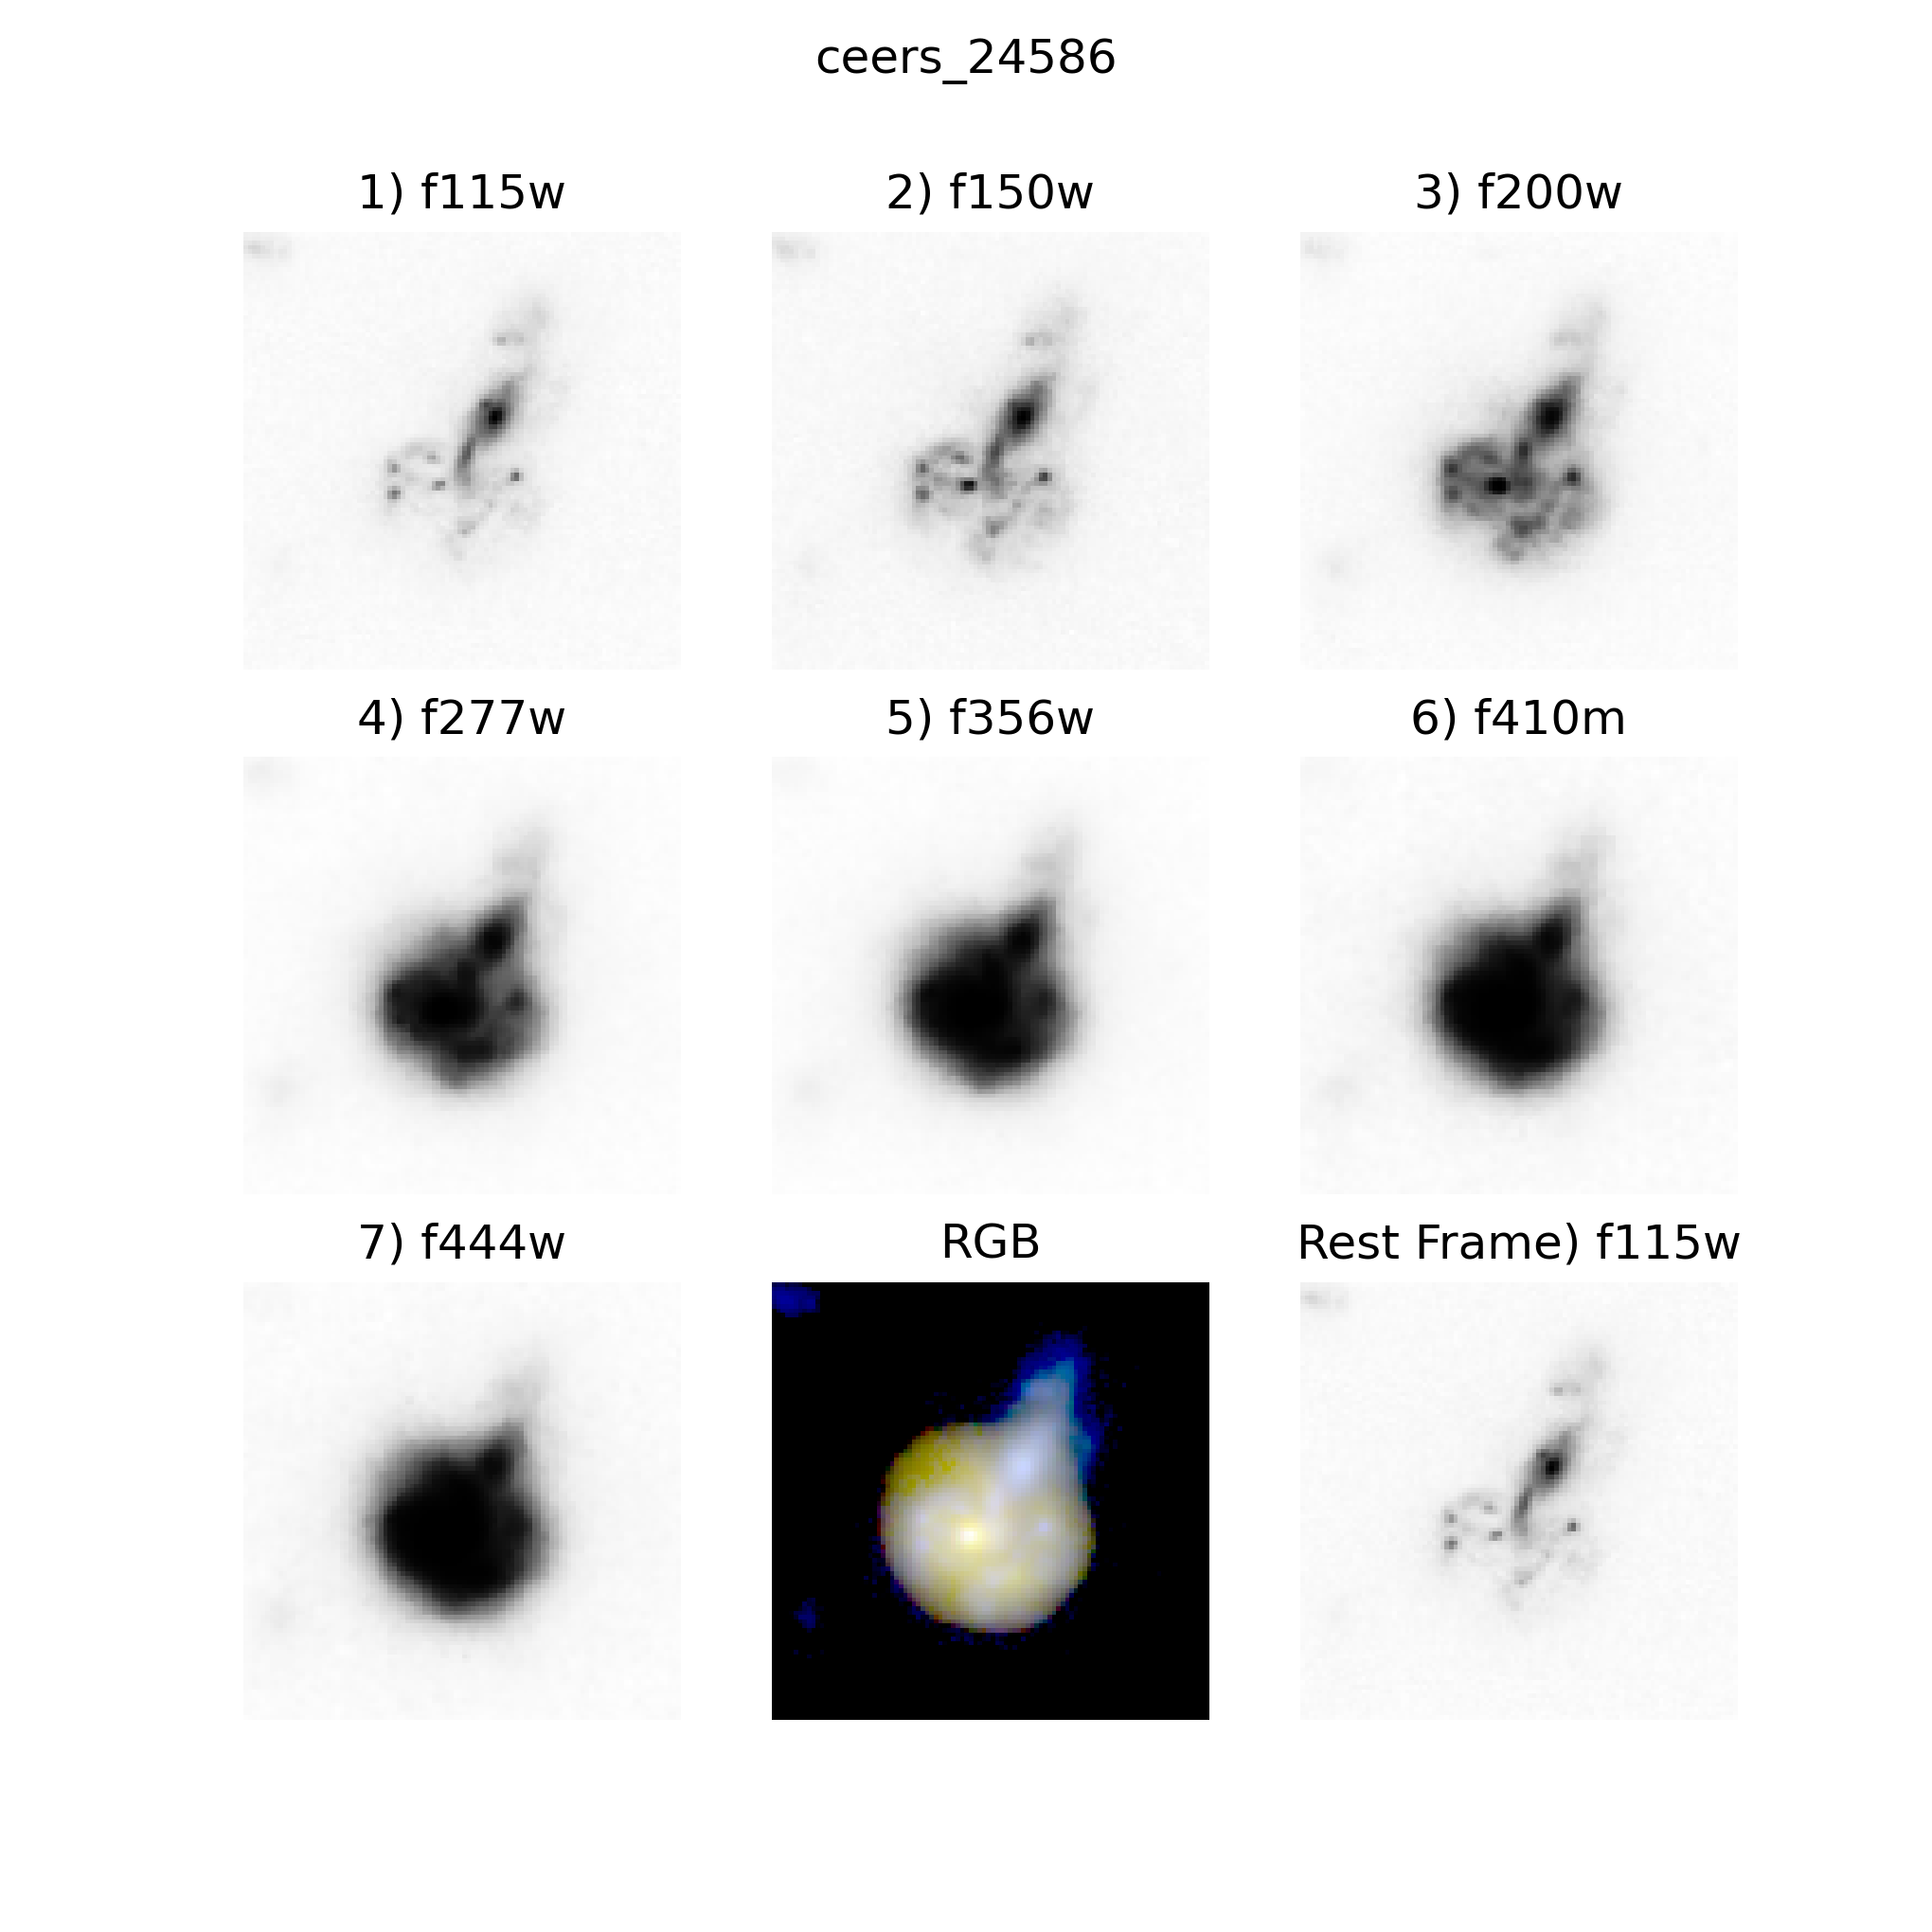 ceers_24586
1) f115w
2) f150w
3) f200w
4) f277w
5) f356w
6) f410m
7) f444w
RGB
Rest Frame) f115w